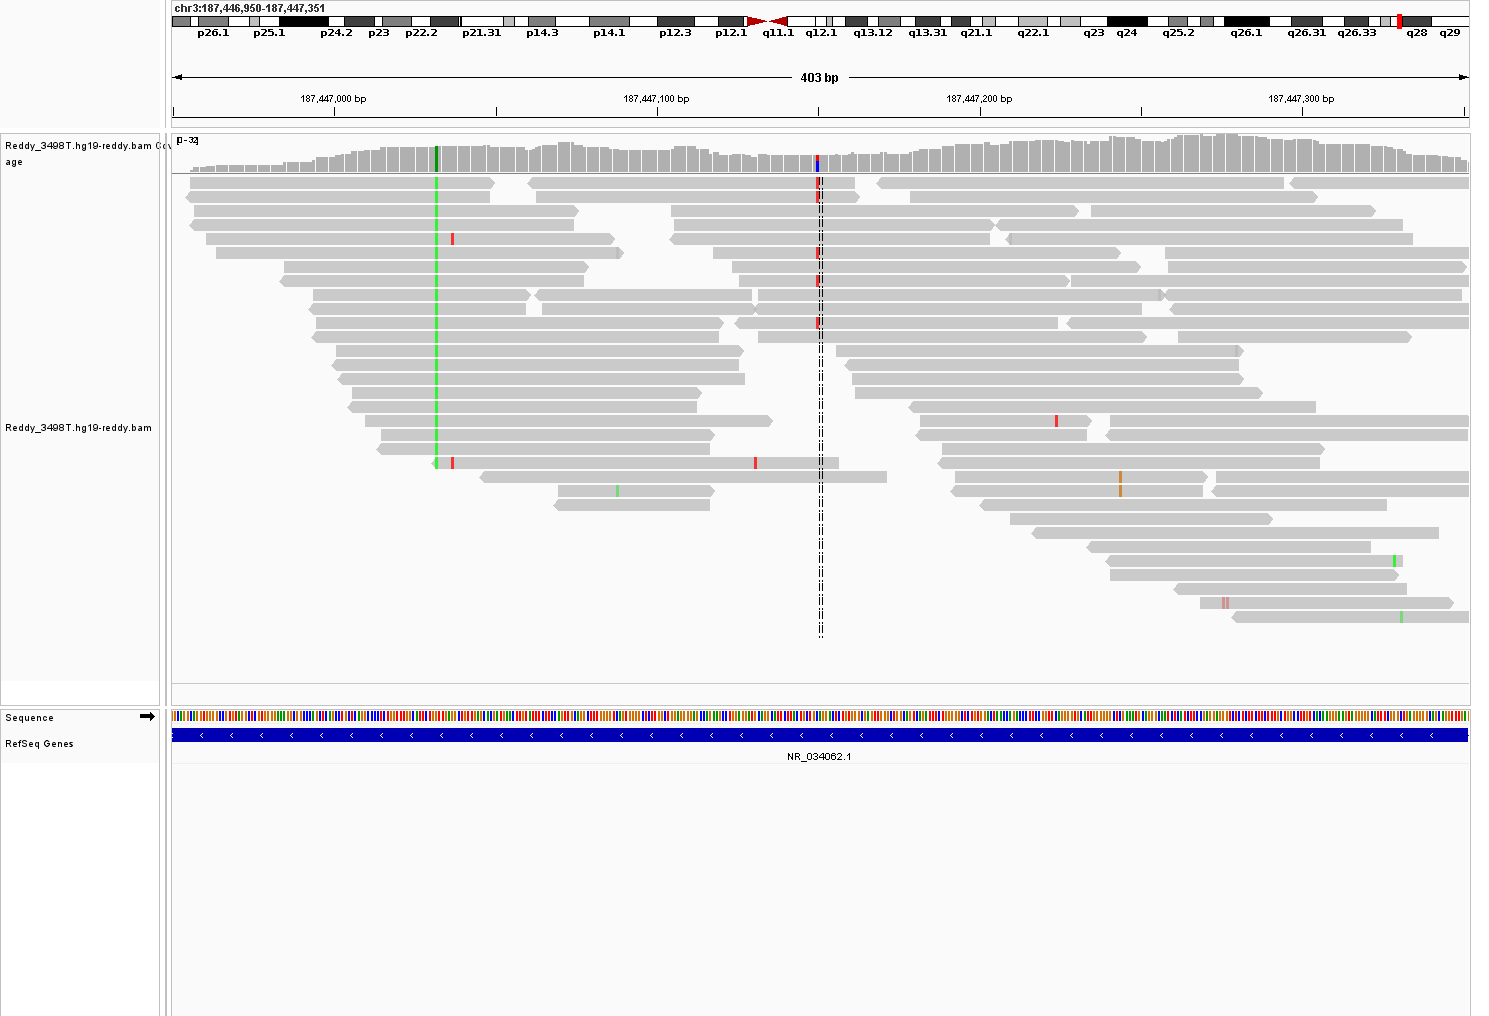 chr3:187,446,950-187,447,351
p26.1 p25.1 p24.2 p23 p22.2 p21.31 p14.3 p14.1 p12.3 p12.1 q11.1 q12.1 q13.12 q13.31 q21.1 q22.1 q23 q24 q25.2 q26.1 q26.31 q26.33 q28 q29
403 bp
187,447,000 bp 187,447,100 bp 187,447,200 bp 187,447,300 bp
Reddy_3498T.hg19-reddy.bam Cov
age
[0-32]
Reddy_3498T.hg19-reddy.bam
Sequence
RefSeq Genes
NR_034062.1